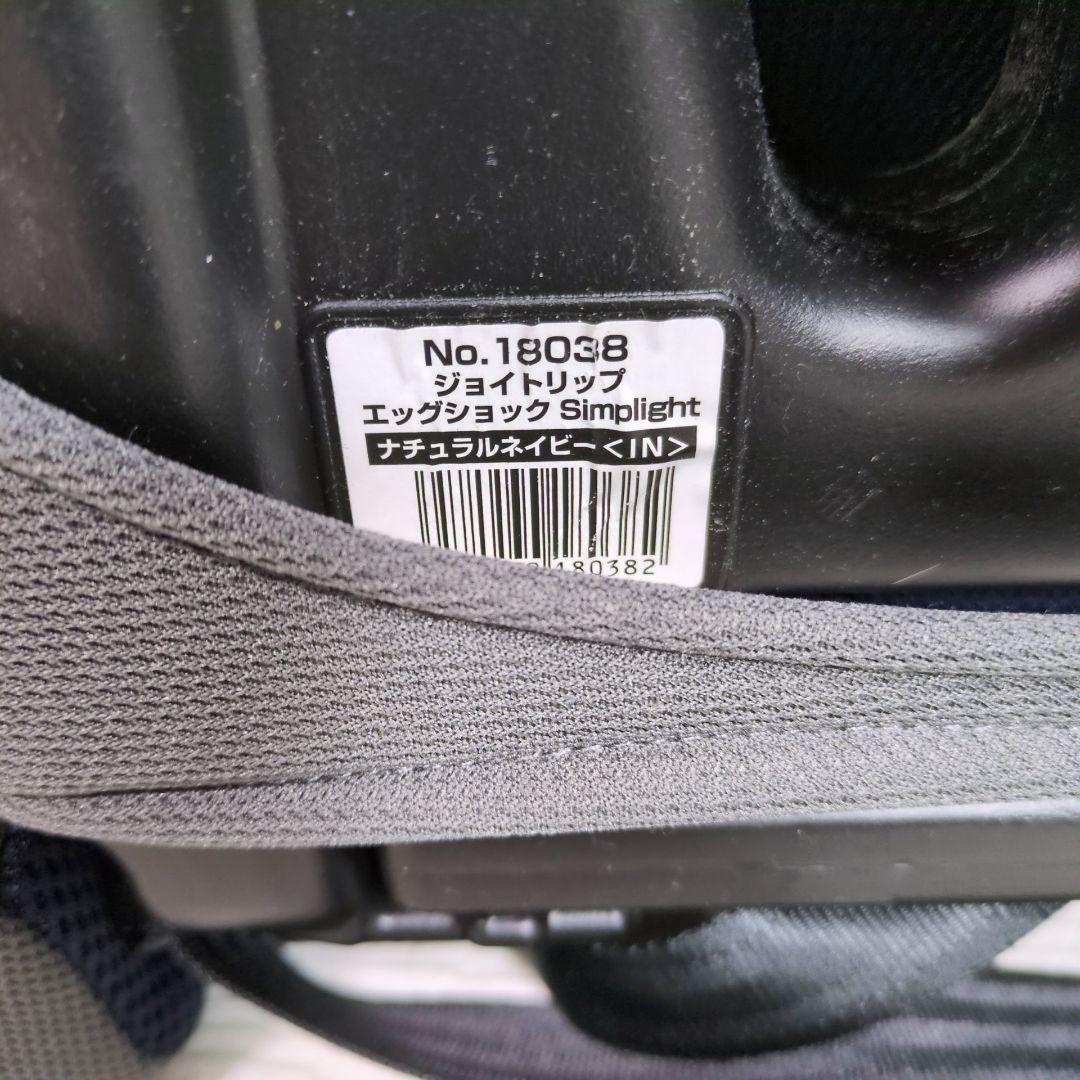 No.18038
ジョイトリップ
エッグショック Simplight
ナチュラルネイビー<IN>
180382